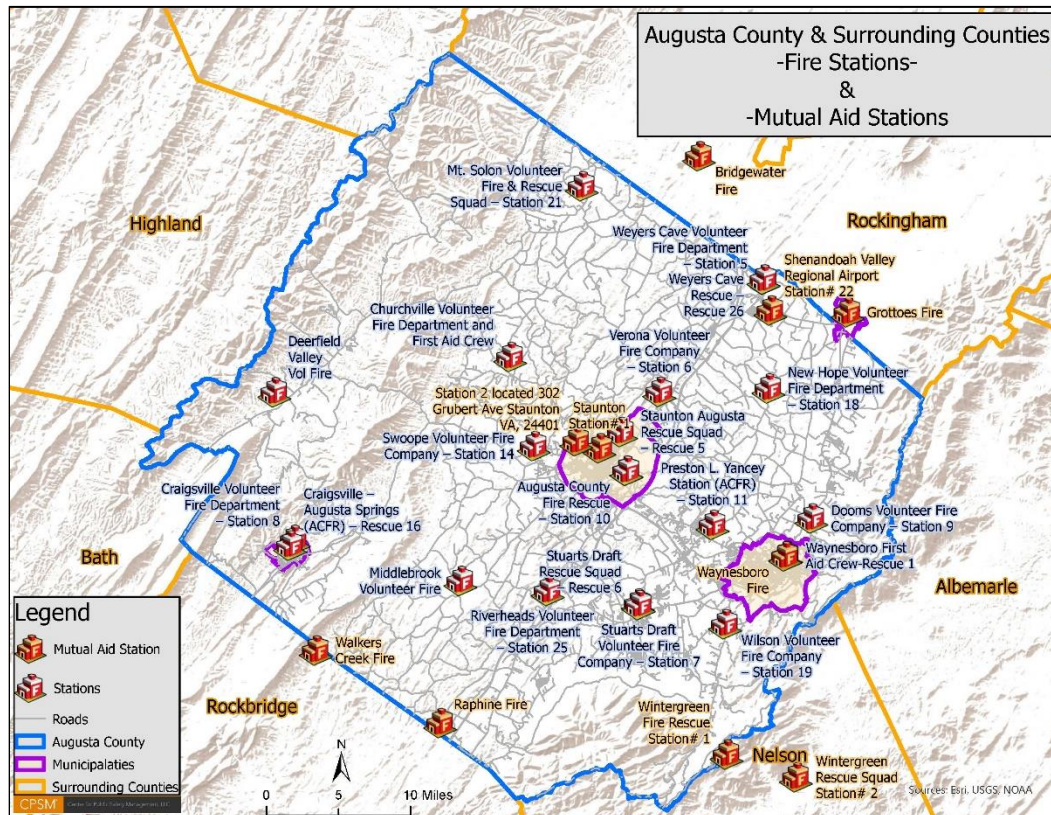 Augusta County & Surrounding Counties
-Fire Stations-
&
-Mutual Aid Stations
Bridgewater
Fire
Mt. Solon Volunteer
Fire & Rescue
Squad – Station 21
Highland
Rockingham
Weyers Cave Volunteer
Fire Department
– Station 5
Weyers Cave
Rescue –
Rescue 26
Shenandoah Valley
Regional Airport
Station# 22
Grottoes Fire
Churchville Volunteer
Fire Department and
First Aid Crew
Verona Volunteer
Fire Company
– Station 6
Deerfield
Valley
Vol Fire
New Hope Volunteer
Fire Department
– Station 18
Station 2 located 302
Grubert Ave Staunton
VA, 24401
Staunton
Station# 1
Staunton Augusta
Rescue Squad
– Rescue 5
Swoope Volunteer Fire
Company – Station 14
Preston L. Yancey
Station (ACFR)
– Station 11
Augusta County
Fire Rescue
– Station 10
Craigsville Volunteer
Fire Department
– Station 8
Craigsville –
Augusta Springs
(ACFR) – Rescue 16
Dooms Volunteer Fire
Company – Station 9
Waynesboro First
Aid Crew-Rescue 1
Waynesboro
Fire
Bath
Albemarle
Middlebrook
Volunteer Fire
Stuarts Draft
Rescue Squad
– Rescue 6
Riverheads Volunteer
Fire Department
– Station 25
Stuarts Draft
Volunteer Fire
Company – Station 7
Wilson Volunteer
Fire Company
– Station 19
Walkers
Creek Fire
Rockbridge
Raphine Fire
Wintergreen
Fire Rescue
Station# 1
Nelson
Wintergreen
Rescue Squad
Station# 2
Legend
Mutual Aid Station
Stations
Roads
Augusta County
Municipalaties
Surrounding Counties
CPSM
Center for Public Safety Management, LLC
N
0 5 10 Miles
Sources: Esri, USGS, NOAA